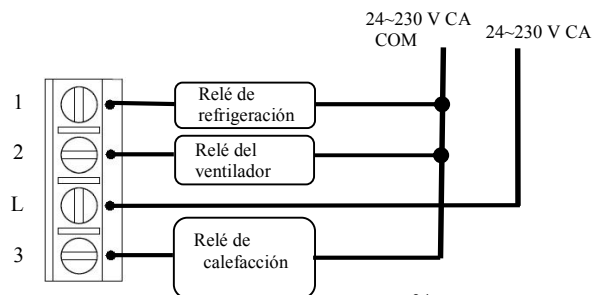 24~230 V CA
COM
24~230 V CA
1
Relé de
refrigeración
2
Relé del
ventilador
L
3
Relé de
calefacción